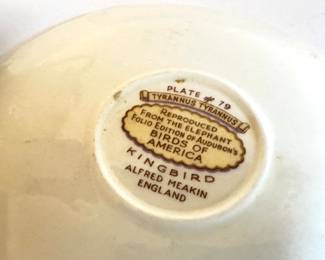 PLATE # 79
TYRANNUS TYRANNUS
REPRODUCED
FROM THE ELEPHANT
FOLIO EDITION OF AUDUBON'S
BIRDS OF
AMERICA
KINGBIRD
ALFRED MEAKIN
ENGLAND